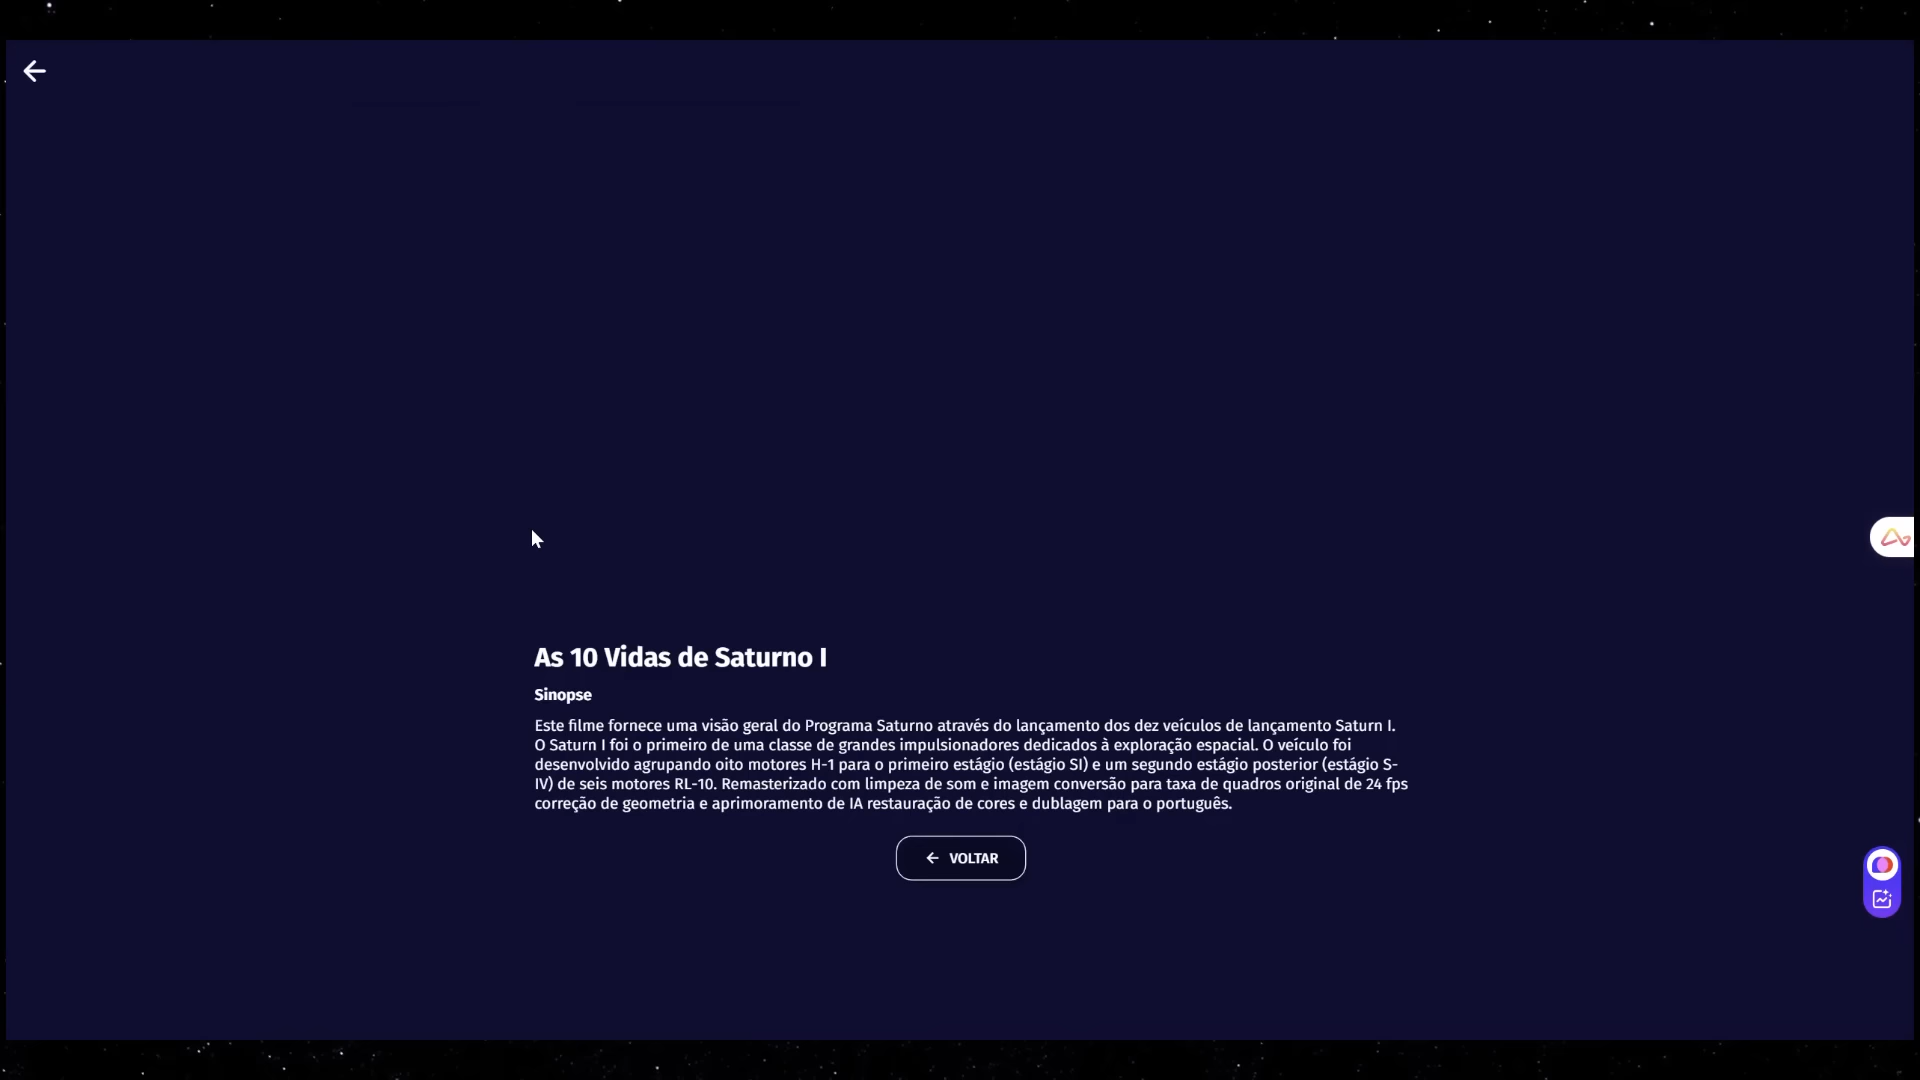 As 10 Vidas de Saturno I
Sinopse
Este filme fornece uma visão geral do Programa Saturno através do lançamento dos dez veículos de lançamento Saturn I.
O Saturn I foi o primeiro de uma classe de grandes impulsionadores dedicados à exploração espacial. O veículo foi
desenvolvido agrupando oito motores H-1 para o primeiro estágio (estágio SI) e um segundo estágio posterior (estágio S-
IV) de seis motores RL-10. Remasterizado com limpeza de som e imagem conversão para taxa de quadros original de 24 fps
correção de geometria e aprimoramento de IA restauração de cores e dublagem para o português.
VOLTAR